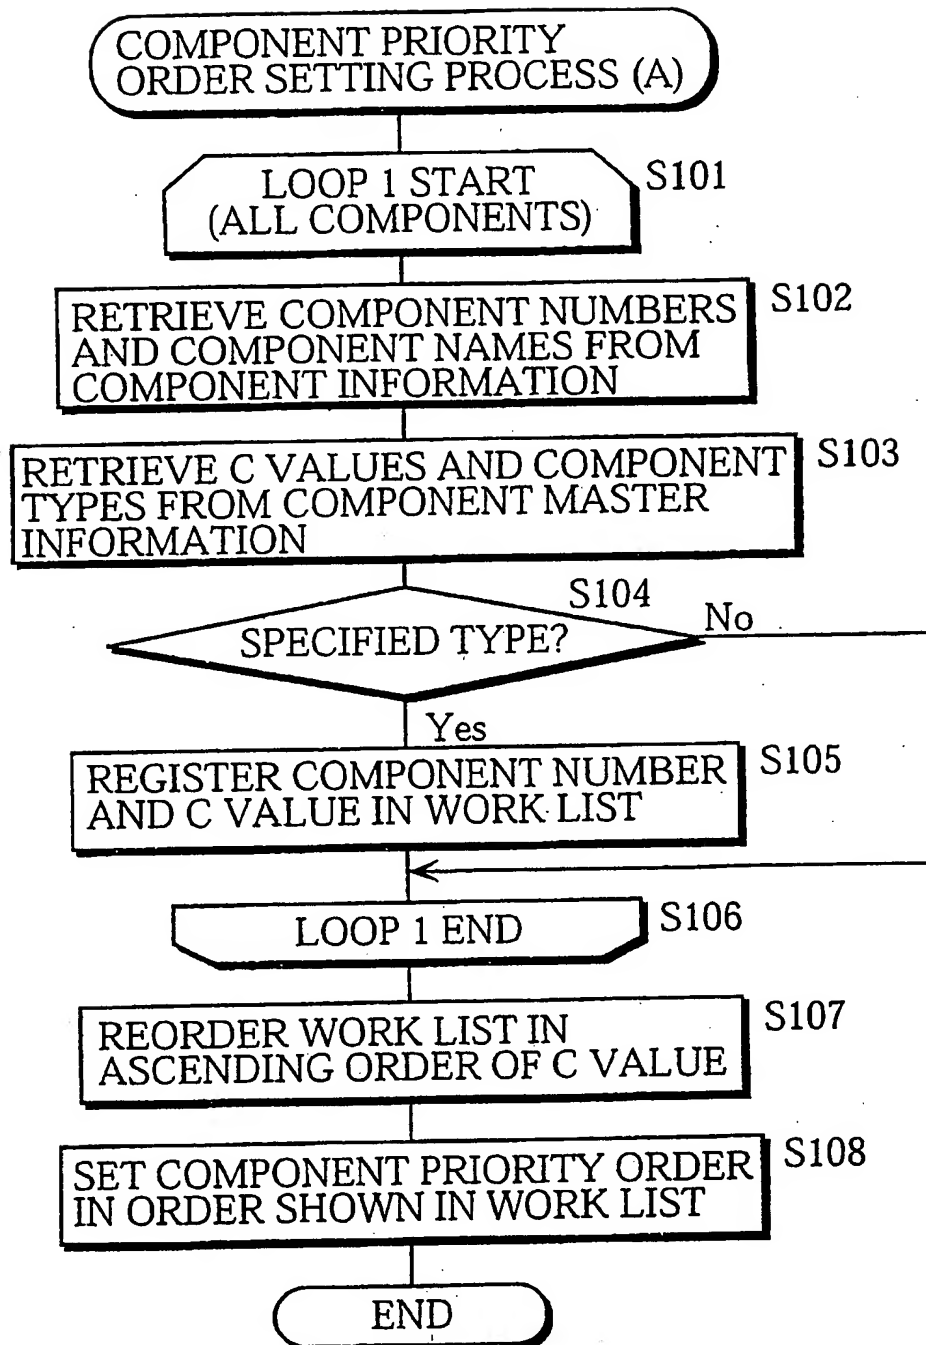 COMPONENT PRIORITY
ORDER SETTING PROCESS (A)
LOOP 1 START
(ALL COMPONENTS)
S101
RETRIEVE COMPONENT NUMBERS
AND COMPONENT NAMES FROM
COMPONENT INFORMATION
S102
RETRIEVE C VALUES AND COMPONENT
TYPES FROM COMPONENT MASTER
INFORMATION
S103
S104
SPECIFIED TYPE?
No
Yes
REGISTER COMPONENT NUMBER
AND C VALUE IN WORK LIST
S105
LOOP 1 END
S106
REORDER WORK LIST IN
ASCENDING ORDER OF C VALUE
S107
SET COMPONENT PRIORITY ORDER
IN ORDER SHOWN IN WORK LIST
S108
END